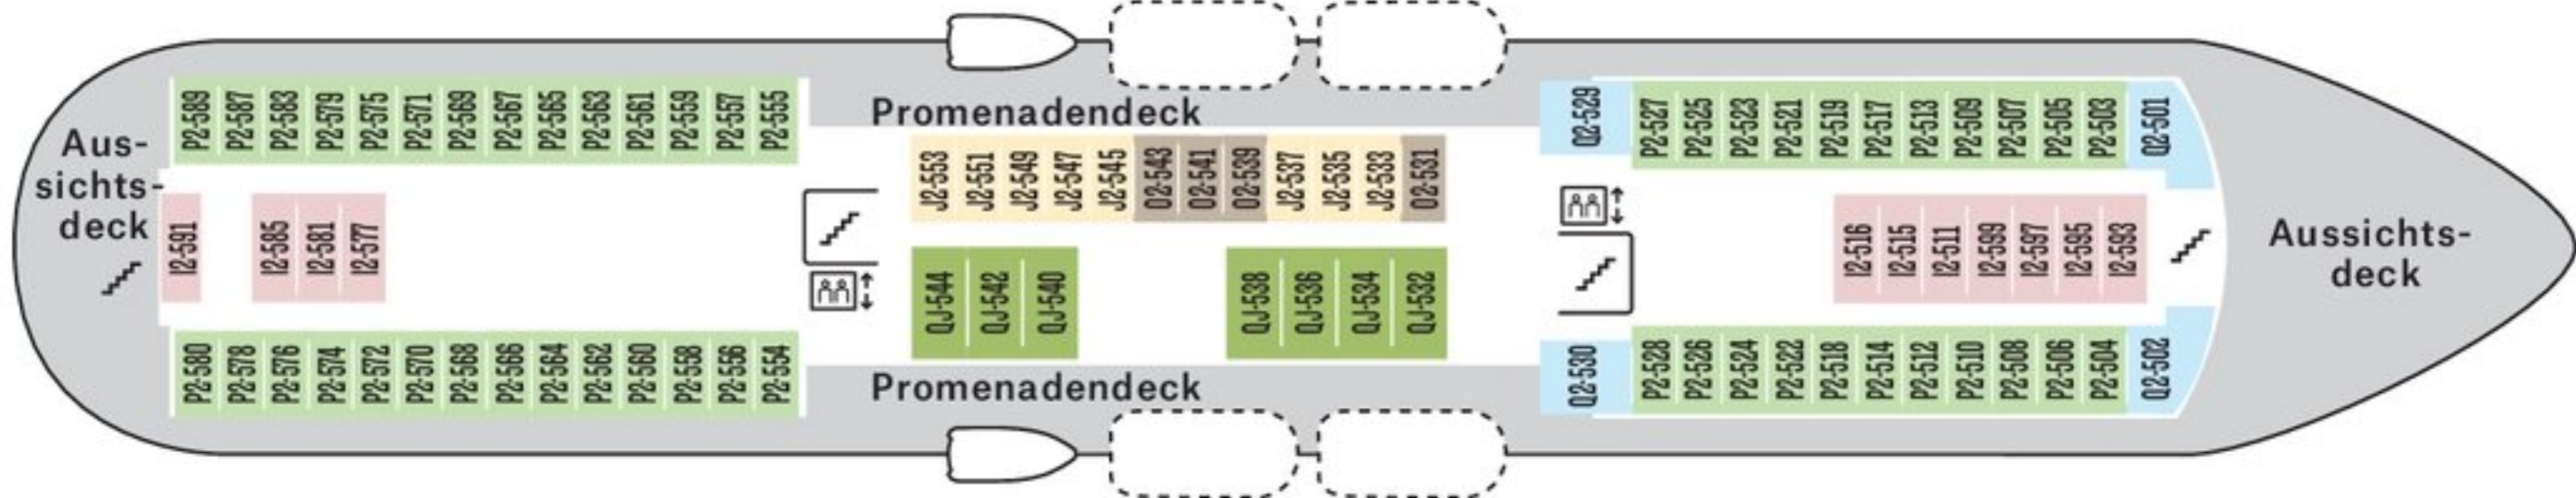 P2-589 P2-587 P2-583 P2-579 P2-575 P2-571 P2-569 P2-567 P2-565 P2-563 P2-561 P2-559 P2-557 P2-555
Promenadendeck
Q2-529 P2-527 P2-525 P2-523 P2-521 P2-519 P2-517 P2-513 P2-509 P2-507 P2-505 P2-503 Q2-501
Aus-
sichts-
deck
J2-553 J2-551 J2-549 J2-547 J2-545 O2-543 O2-541 O2-539 J2-537 J2-535 J2-533 O2-531
I2-591 I2-585 I2-581 I2-577
I2-516 I2-515 I2-511 I2-599 I2-597 I2-595 I2-593
Aussichts-
deck
QJ-544 QJ-542 QJ-540 QJ-538 QJ-536 QJ-534 QJ-532
P2-580 P2-578 P2-576 P2-574 P2-572 P2-570 P2-568 P2-566 P2-564 P2-562 P2-560 P2-558 P2-556 P2-554
Promenadendeck
Q2-530 P2-528 P2-526 P2-524 P2-522 P2-518 P2-514 P2-512 P2-510 P2-508 P2-506 P2-504 Q2-502